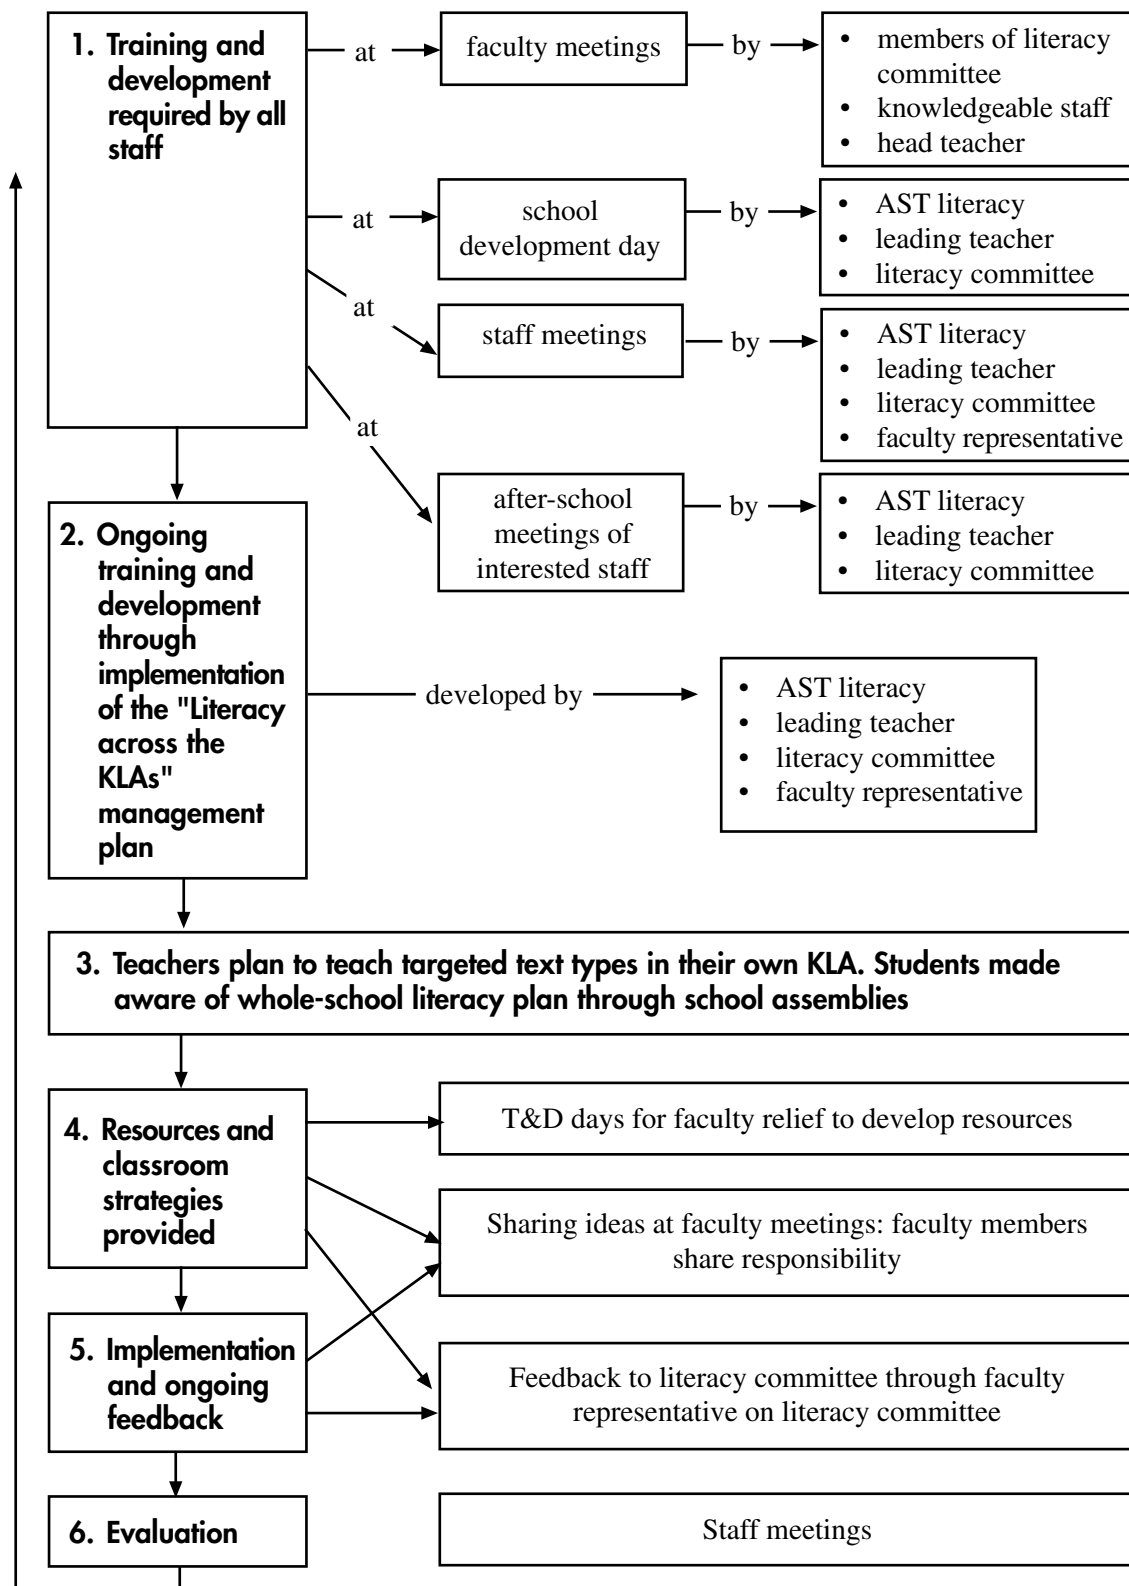 1. Training and
development
required by all
staff
at
faculty meetings
by
• members of literacy
committee
• knowledgeable staff
• head teacher
at
school
development day
by
• AST literacy
• leading teacher
• literacy committee
at
staff meetings
by
• AST literacy
• leading teacher
• literacy committee
• faculty representative
at
after-school
meetings of
interested staff
by
• AST literacy
• leading teacher
• literacy committee
2. Ongoing
training and
development
through
implementation
of the "Literacy
across the
KLAs"
management
plan
developed by
• AST literacy
• leading teacher
• literacy committee
• faculty representative
3. Teachers plan to teach targeted text types in their own KLA. Students made
aware of whole-school literacy plan through school assemblies
4. Resources and
classroom
strategies
provided
T&D days for faculty relief to develop resources
Sharing ideas at faculty meetings: faculty members
share responsibility
5. Implementation
and ongoing
feedback
Feedback to literacy committee through faculty
representative on literacy committee
6. Evaluation
Staff meetings